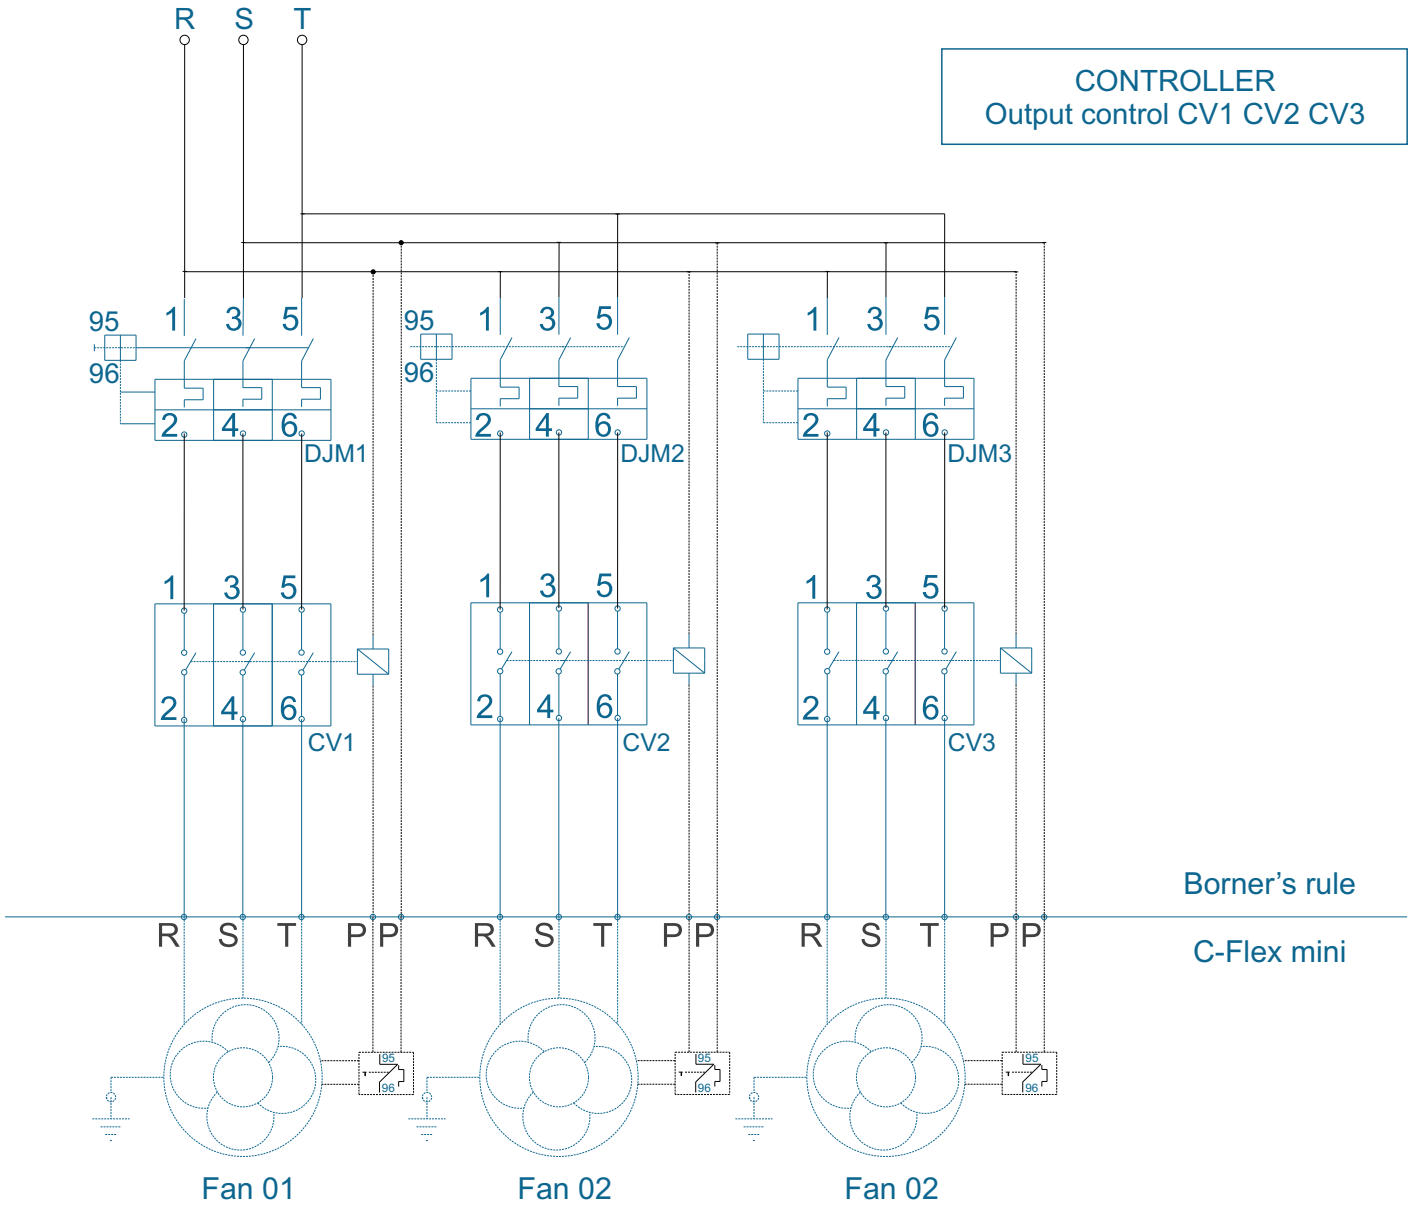 R S T
CONTROLLER
Output control CV1 CV2 CV3
95 1 3 5 95 1 3 5 1 3 5
96 96
2 4 6 2 4 6 2 4 6
DJM1 DJM2 DJM3
1 3 5 1 3 5 1 3 5
2 4 6 2 4 6 2 4 6
CV1 CV2 CV3
Borner’s rule
R S T P P R S T P P R S T P P
C-Flex mini
95 95 95
96 96 96
Fan 01 Fan 02 Fan 02